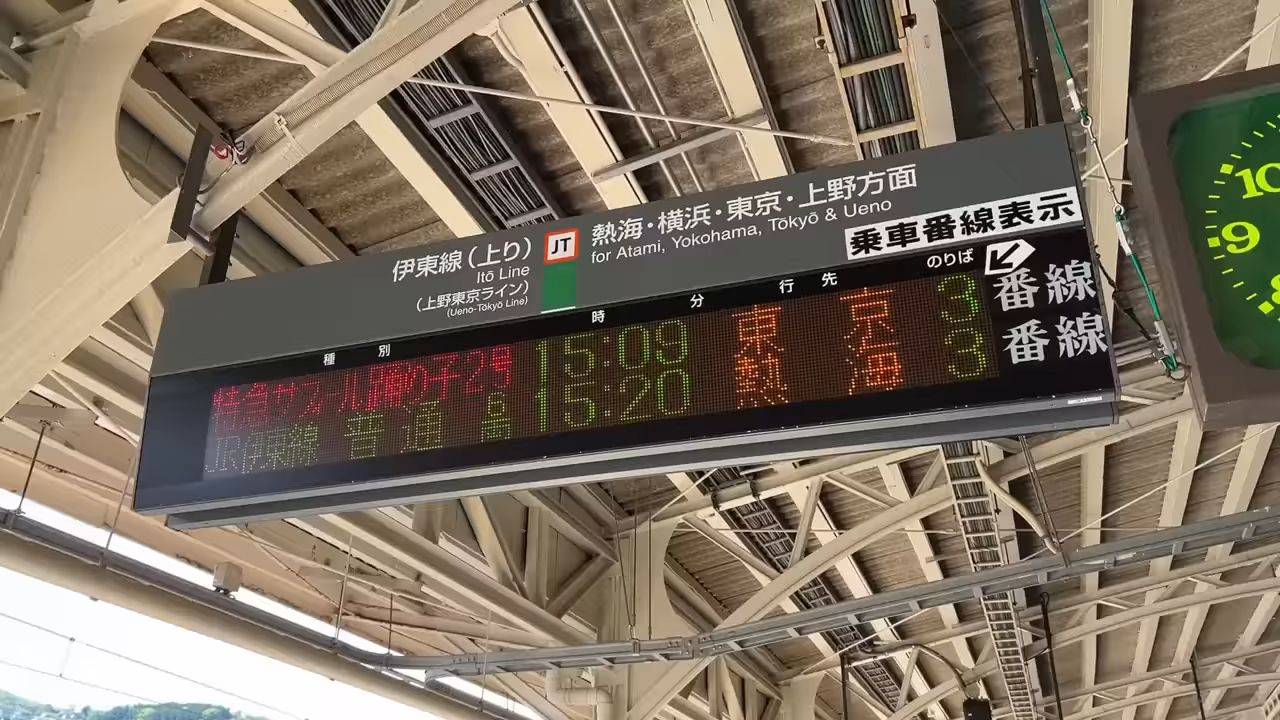 伊東線(上り)
Itō Line
(上野東京ライン)
(Ueno-Tōkyō Line)
JT
熱海・横浜・東京・上野方面
for Atami, Yokohama, Tōkyō & Ueno
乗車番線表示
種別 時分 行先 のりば
特急サフィール踊り子2号 15:09 東京 3 番線
JR伊東線 普通 15:20 熱海 3 番線
10
9
8